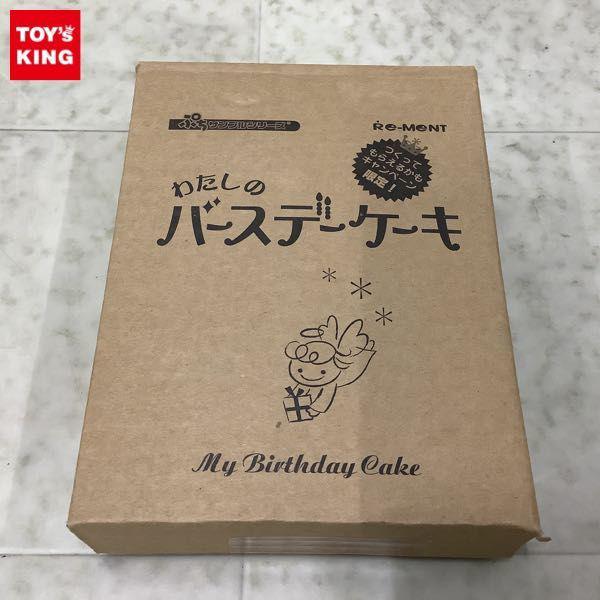 TOY's
KING
ぷちサンプルシリーズ®
Re-MeNT
つくって
もらえるかも
キャンペーン
限定！
わたしの
バースデーケーキ
My Birthday Cake